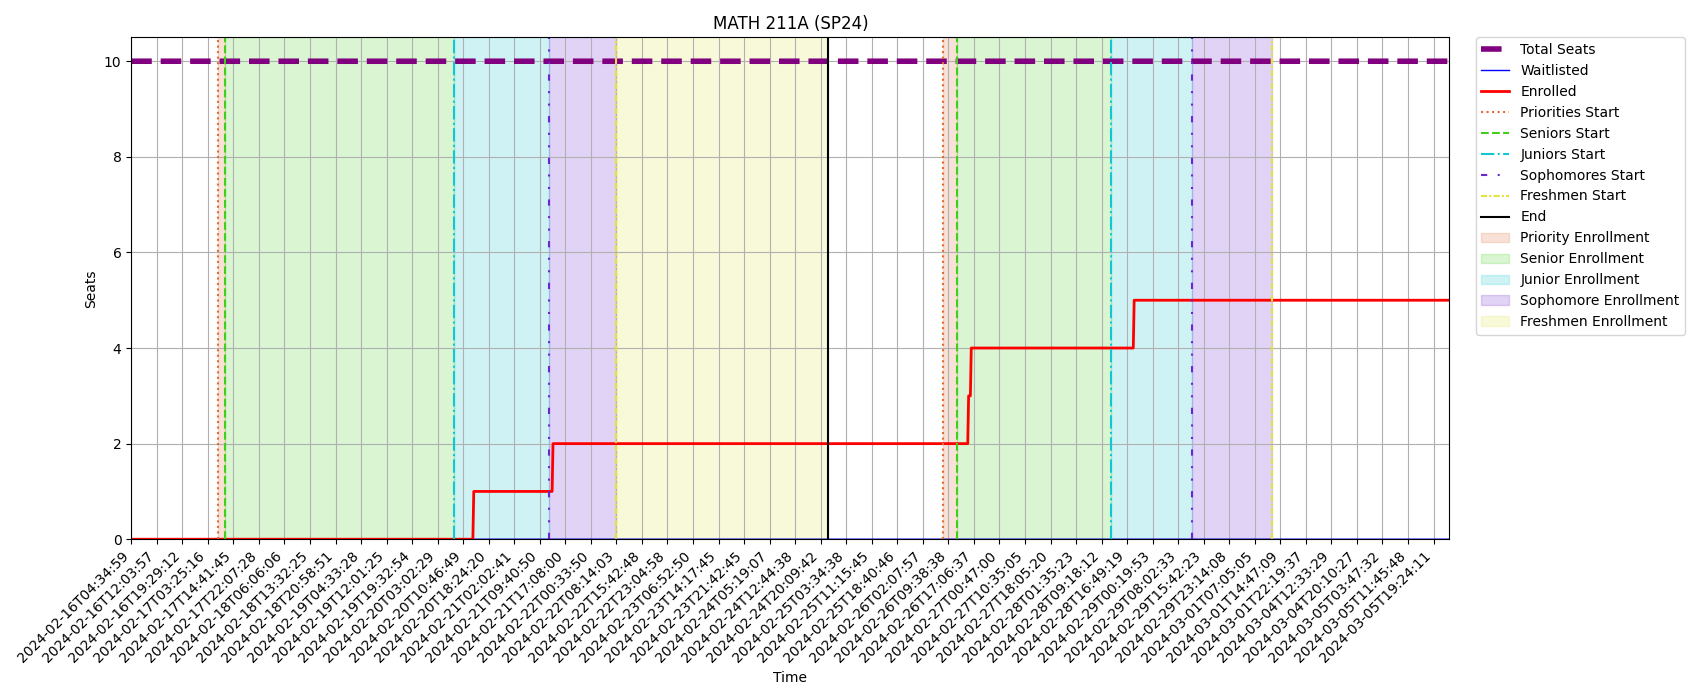 MATH 211A (SP24)
10
8
6
4
2
0
Seats
2024-02-16T04:34:59
2024-02-16T12:03:57
2024-02-16T19:29:12
2024-02-17T03:25:16
2024-02-17T14:41:45
2024-02-17T22:07:28
2024-02-18T06:06:06
2024-02-18T13:32:25
2024-02-18T20:58:51
2024-02-19T04:33:28
2024-02-19T12:01:25
2024-02-19T19:32:54
2024-02-20T03:02:29
2024-02-20T10:46:49
2024-02-20T18:24:20
2024-02-21T02:02:41
2024-02-21T09:40:50
2024-02-21T17:08:00
2024-02-22T00:33:50
2024-02-22T08:14:03
2024-02-22T15:42:48
2024-02-22T23:04:58
2024-02-23T06:52:50
2024-02-23T14:17:45
2024-02-23T21:42:45
2024-02-24T05:19:07
2024-02-24T12:44:38
2024-02-24T20:09:42
2024-02-25T03:34:38
2024-02-25T11:15:45
2024-02-25T18:40:46
2024-02-26T02:07:57
2024-02-26T09:38:38
2024-02-26T17:06:37
2024-02-27T00:47:00
2024-02-27T10:35:05
2024-02-27T18:05:20
2024-02-28T01:35:23
2024-02-28T09:18:12
2024-02-28T16:49:19
2024-02-29T00:19:53
2024-02-29T08:02:33
2024-02-29T15:42:23
2024-02-29T23:14:08
2024-03-01T07:05:05
2024-03-01T14:47:09
2024-03-01T22:19:37
2024-03-04T12:33:29
2024-03-04T20:10:27
2024-03-05T03:47:32
2024-03-05T11:45:48
2024-03-05T19:24:11
Time
Total Seats
Waitlisted
Enrolled
Priorities Start
Seniors Start
Juniors Start
Sophomores Start
Freshmen Start
End
Priority Enrollment
Senior Enrollment
Junior Enrollment
Sophomore Enrollment
Freshmen Enrollment